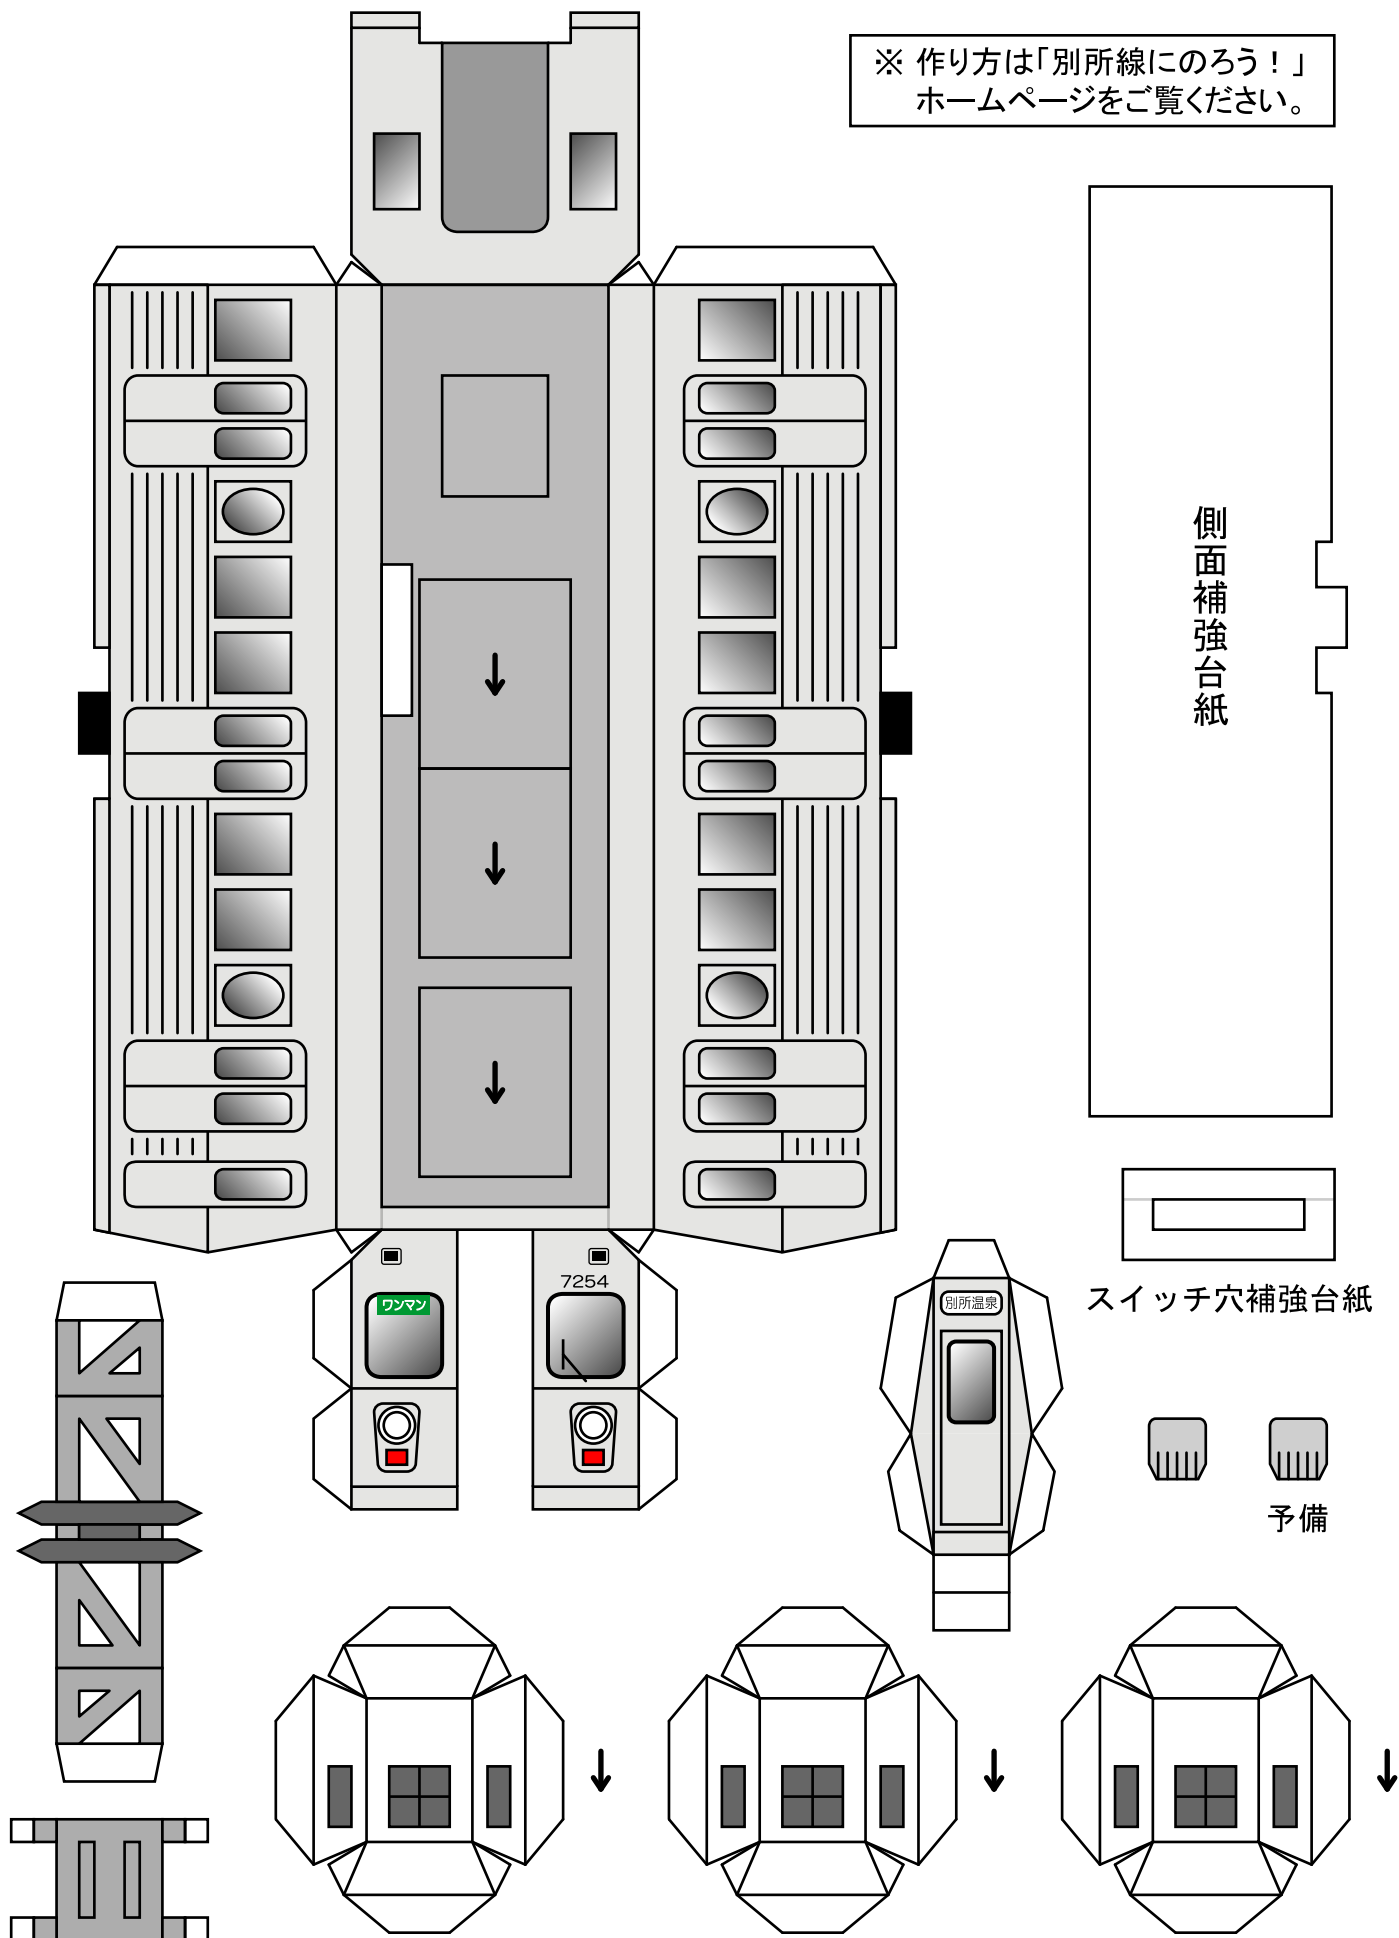 ※ 作り方は「別所線にのろう！」
ホームページをご覧ください。
側面補強台紙
7254
ワンマン
別所温泉
スイッチ穴補強台紙
予備